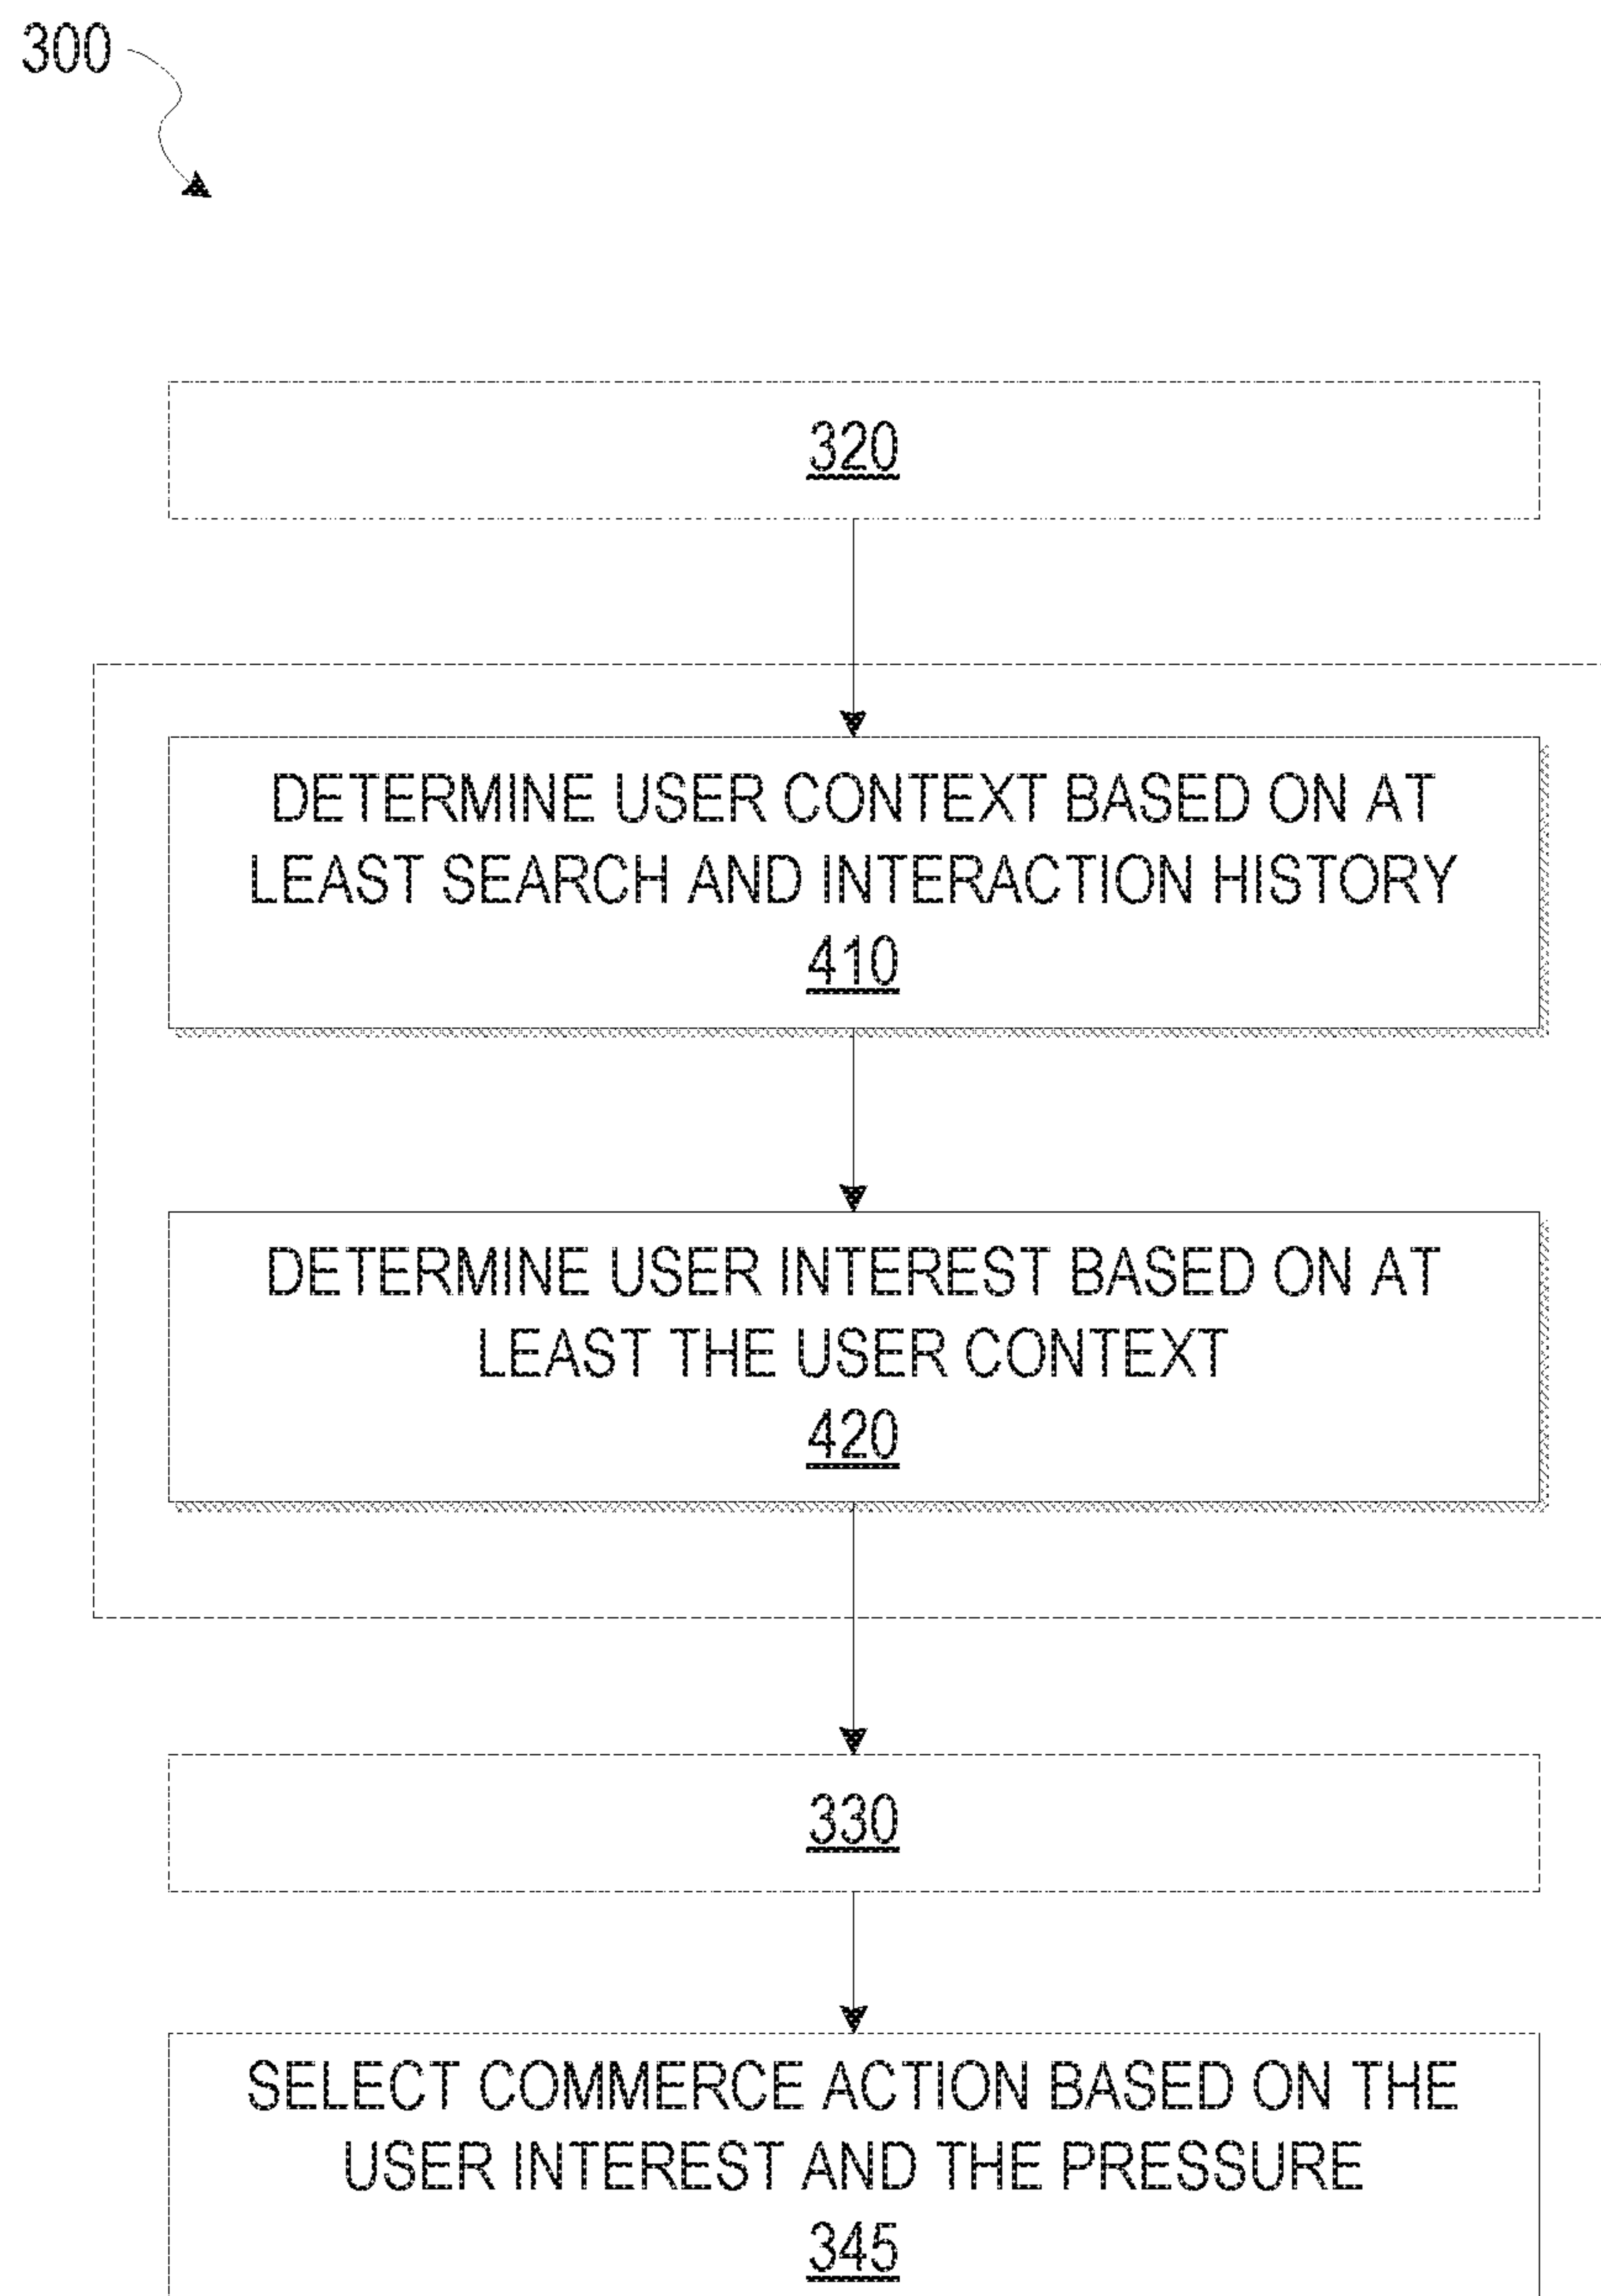 300
320
DETERMINE USER CONTEXT BASED ON AT
LEAST SEARCH AND INTERACTION HISTORY
410
DETERMINE USER INTEREST BASED ON AT
LEAST THE USER CONTEXT
420
330
SELECT COMMERCE ACTION BASED ON THE
USER INTEREST AND THE PRESSURE
345